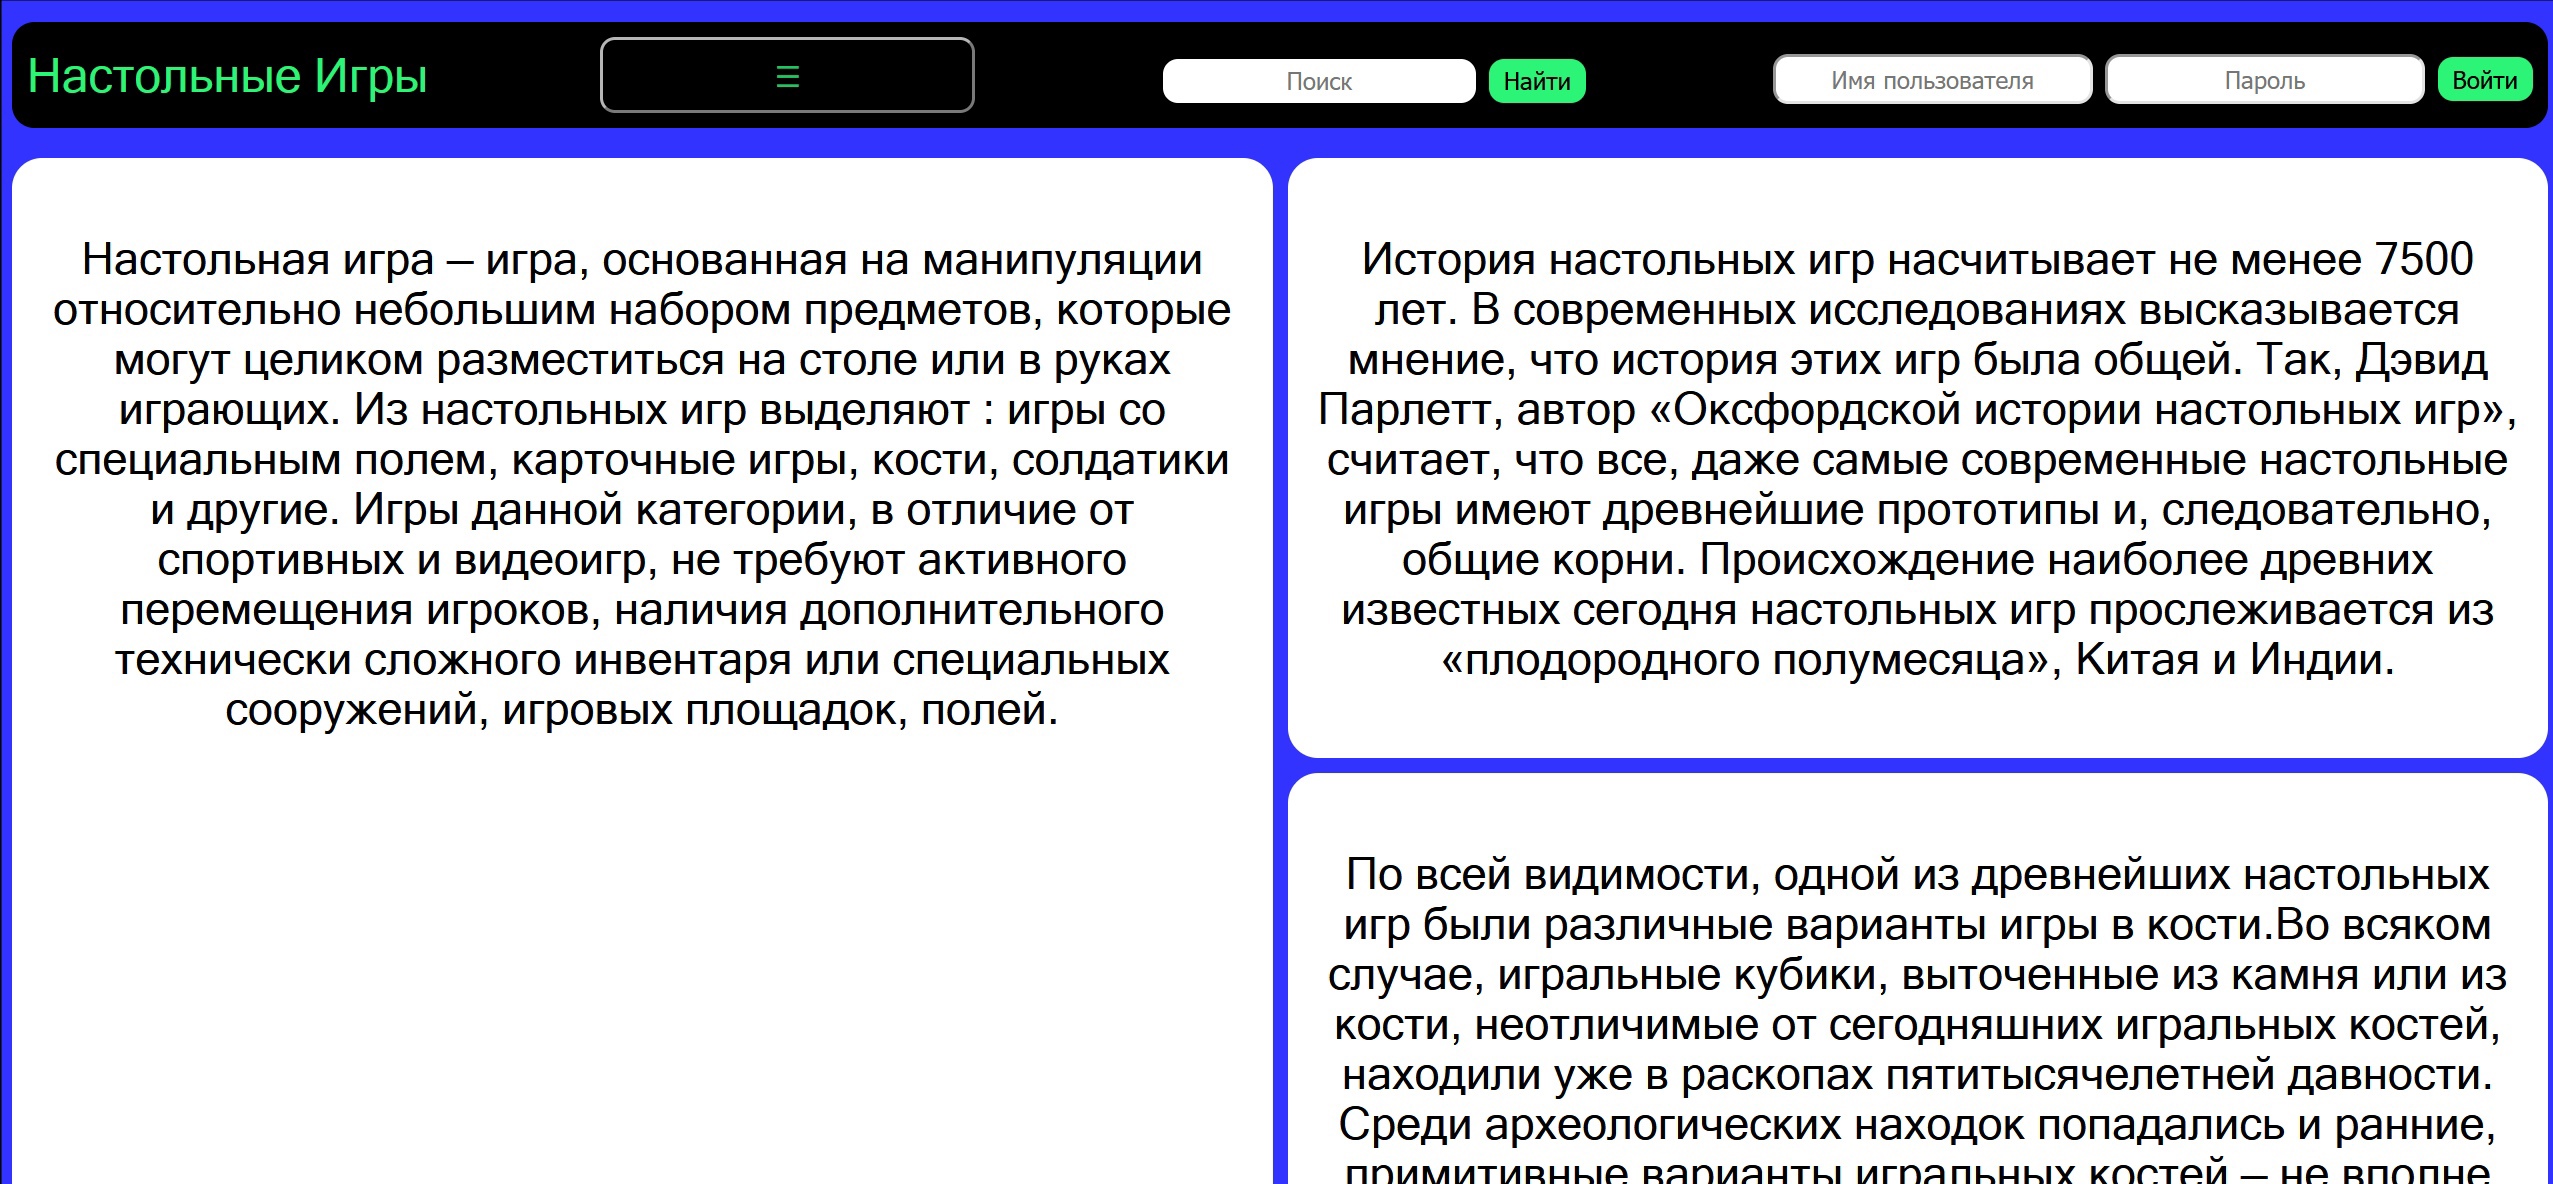 Настольные Игры
☰
Поиск
Найти
Имя пользователя
Пароль
Войти
Настольная игра – игра, основанная на манипуляции
относительно небольшим набором предметов, которые
могут целиком разместиться на столе или в руках
играющих. Из настольных игр выделяют : игры со
специальным полем, карточные игры, кости, солдатики
и другие. Игры данной категории, в отличие от
спортивных и видеоигр, не требуют активного
перемещения игроков, наличия дополнительного
технически сложного инвентаря или специальных
сооружений, игровых площадок, полей.
История настольных игр насчитывает не менее 7500
лет. В современных исследованиях высказывается
мнение, что история этих игр была общей. Так, Дэвид
Парлетт, автор «Оксфордской истории настольных игр»,
считает, что все, даже самые современные настольные
игры имеют древнейшие прототипы и, следовательно,
общие корни. Происхождение наиболее древних
известных сегодня настольных игр прослеживается из
«плодородного полумесяца», Китая и Индии.
По всей видимости, одной из древнейших настольных
игр были различные варианты игры в кости.Во всяком
случае, игральные кубики, выточенные из камня или из
кости, неотличимые от сегодняшних игральных костей,
находили уже в раскопах пятитысячелетней давности.
Среди археологических находок попадались и ранние,
примитивные варианты игральных костей – не вполне